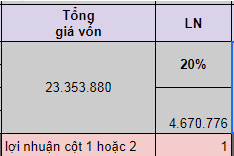 Tổng
giá vốn
LN
20%
23.353.880
4.670.776
lợi nhuận cột 1 hoặc 2
1